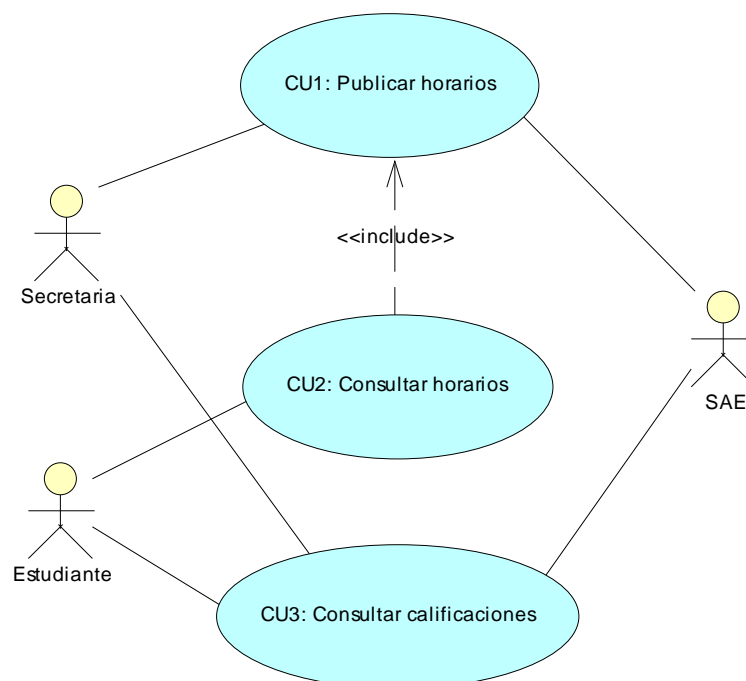 CU1: Publicar horarios
<<include>>
Secretaria
CU2: Consultar horarios
SAE
Estudiante
CU3: Consultar calificaciones